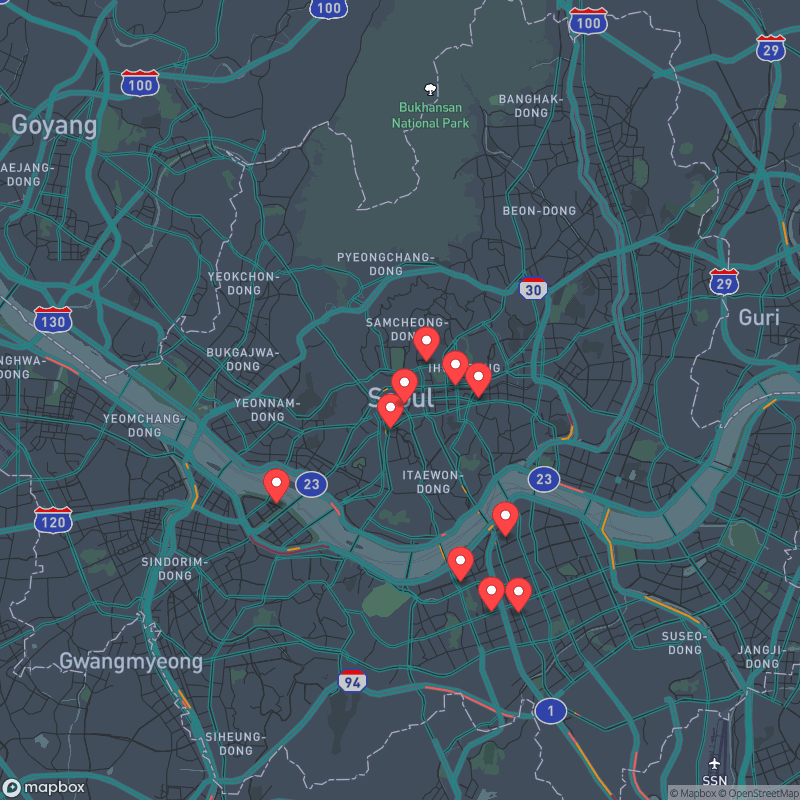 100
100
29
100
Bukhansan
National Park
BANGHAK-
DONG
Goyang
AEJANG-
DONG
BEON-DONG
PYEONGCHANG-
DONG
YEOKCHON-
DONG
30
29
130
SAMCHEONG-
DONG
Guri
NGHWA-
DONG
BUKGAJWA-
DONG
Seoul
YEONNAM-
DONG
YEOMCHANG-
DONG
ITAEWON-
DONG
23
23
120
SINDORIM-
DONG
SUSEO-
DONG
JANGJI-
DONG
Gwangmyeong
94
1
SIHEUNG-
DONG
SSN
mapbox
© Mapbox © OpenStreetMap